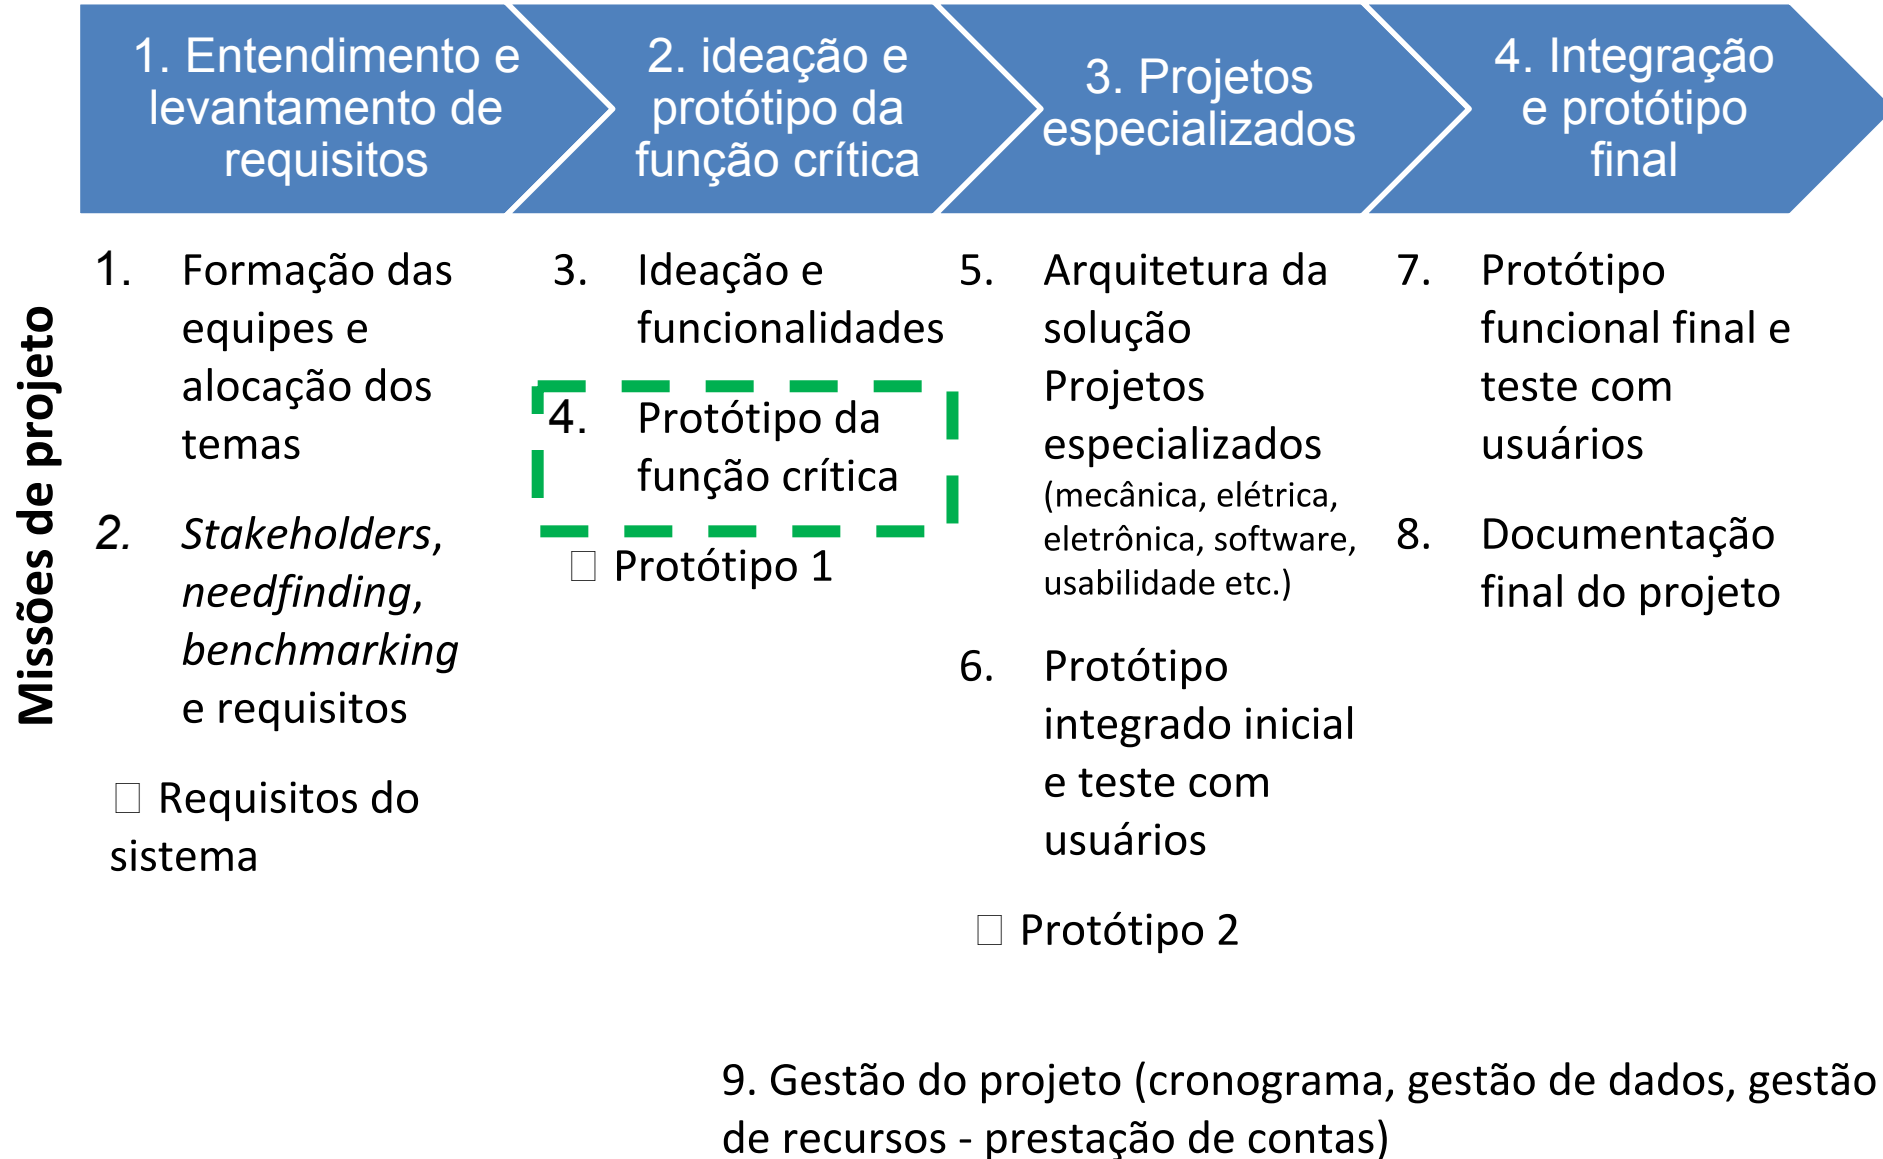 1. Entendimento e
levantamento de
requisitos
2. ideação e
protótipo da
função crítica
3. Projetos
especializados
4. Integração
e protótipo
final
Missões de projeto
1. Formação das
equipes e
alocação dos
temas
2. Stakeholders,
needfinding,
benchmarking
e requisitos
□ Requisitos do
sistema
3. Ideação e
funcionalidades
4. Protótipo da
função crítica
□ Protótipo 1
5. Arquitetura da
solução
Projetos
especializados
(mecânica, elétrica,
eletrônica, software,
usabilidade etc.)
6. Protótipo
integrado inicial
e teste com
usuários
□ Protótipo 2
7. Protótipo
funcional final e
teste com
usuários
8. Documentação
final do projeto
9. Gestão do projeto (cronograma, gestão de dados, gestão
de recursos - prestação de contas)